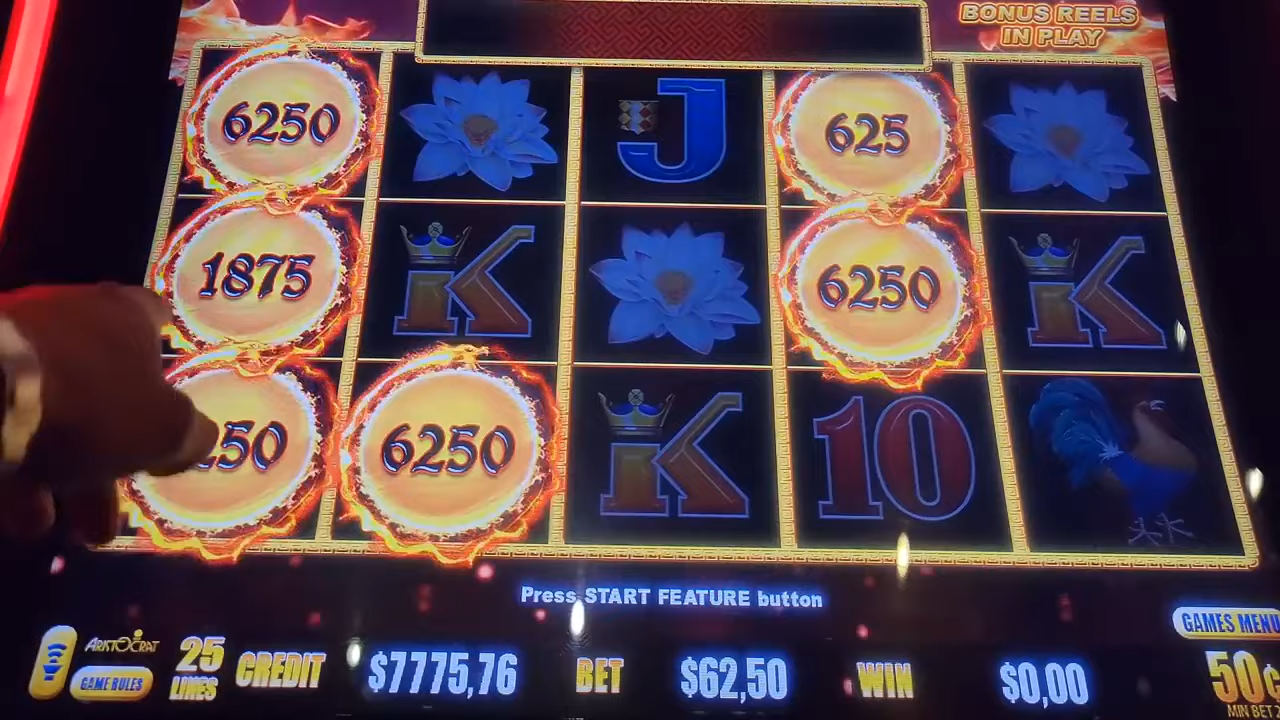 BONUS REELS
IN PLAY
6250
J
625
1875
K
6250
K
250
6250
K
10
Press START FEATURE button
GAMES MENU
ARISTOCRAT
GAME RULES
25
LINES
CREDIT
$7775,76
BET
$62,50
WIN
$0,00
50¢
MIN BET